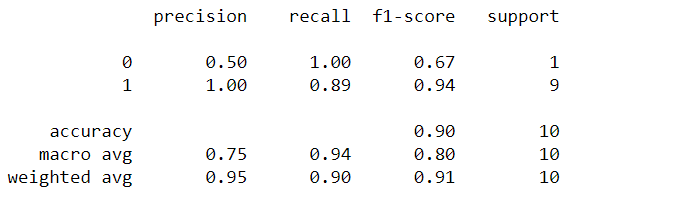 precision recall f1-score support
0 0.50 1.00 0.67 1
1 1.00 0.89 0.94 9
accuracy 0.90 10
macro avg 0.75 0.94 0.80 10
weighted avg 0.95 0.90 0.91 10